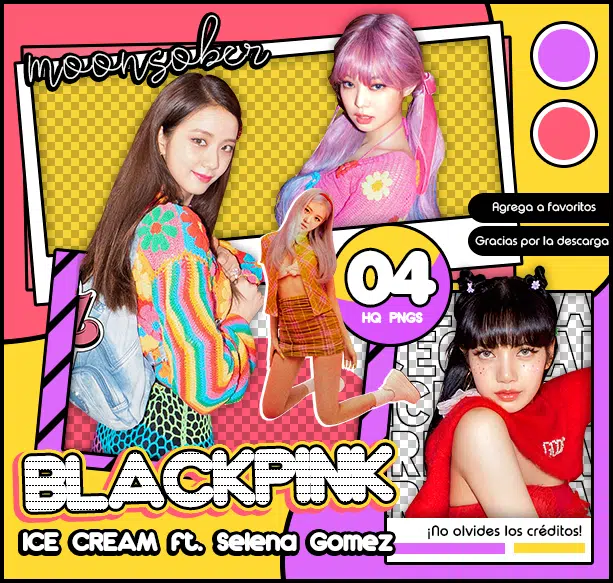 moonsober
Agrega a favoritos
Gracias por la descarga
04
HQ PNGS
BLACKPINK
ICE CREAM ft. Selena Gomez
¡No olvides los créditos!